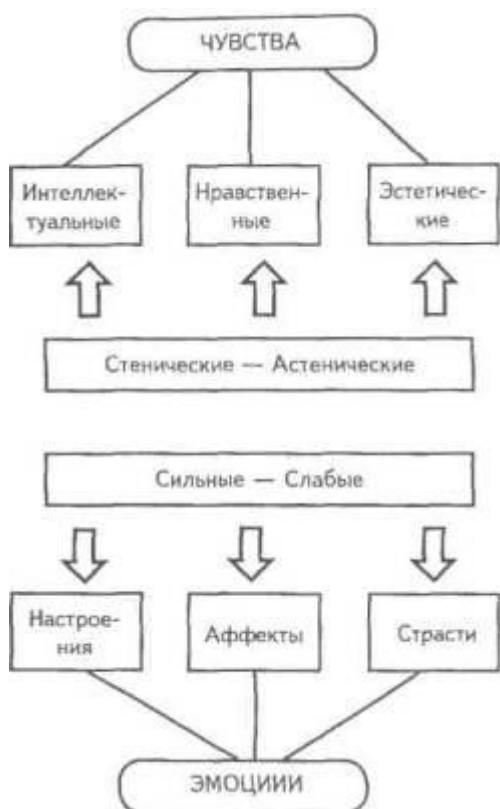 ЧУВСТВА
Интеллек-
туальные
Нравствен-
ные
Эстетичес-
кие
Стенические — Астенические
Сильные — Слабые
Настрое-
ния
Аффекты
Страсти
ЭМОЦИИИ